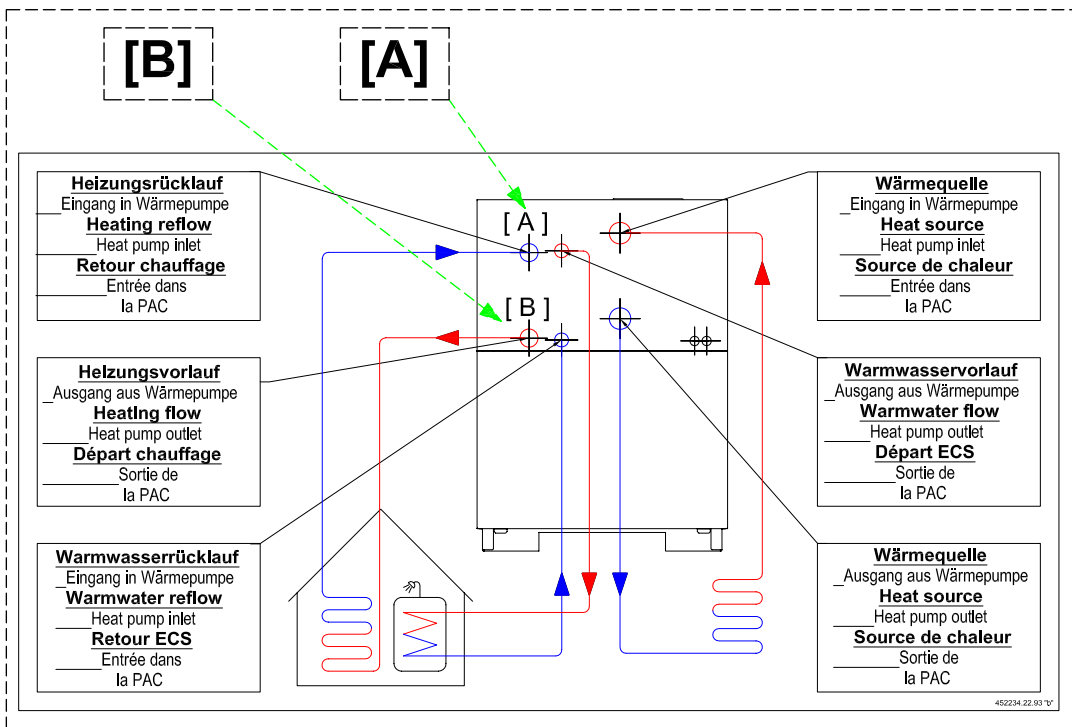 [B]
[A]
Heizungsrücklauf
_Eingang in Wärmepumpe
Heating reflow
Heat pump inlet
Retour chauffage
Entrée dans
la PAC
Heizungsvorlauf
_Ausgang aus Wärmepumpe
Heating flow
Heat pump outlet
Départ chauffage
Sortie de
la PAC
Warmwasserrücklauf
_Eingang in Wärmepumpe
Warmwater reflow
Heat pump inlet
Retour ECS
Entrée dans
la PAC
[ A ]
[ B ]
Wärmequelle
_Eingang in Wärmepumpe
Heat source
Heat pump inlet
Source de chaleur
Entrée dans
la PAC
Warmwasservorlauf
_Ausgang aus Wärmepumpe
Warmwater flow
Heat pump outlet
Départ ECS
Sortie de
la PAC
Wärmequelle
_Ausgang aus Wärmepumpe
Heat source
Heat pump outlet
Source de chaleur
Sortie de
la PAC
452234.22.93 "b"